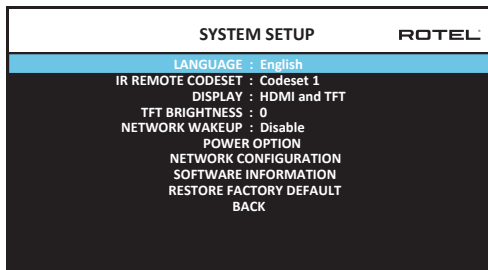 SYSTEM SETUP ROTEL
LANGUAGE : English
IR REMOTE CODESET : Codeset 1
DISPLAY : HDMI and TFT
TFT BRIGHTNESS : 0
NETWORK WAKEUP : Disable
POWER OPTION
NETWORK CONFIGURATION
SOFTWARE INFORMATION
RESTORE FACTORY DEFAULT
BACK